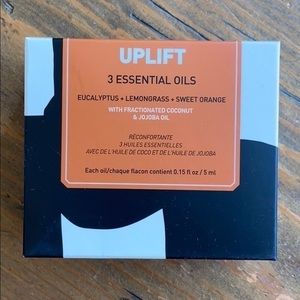 UPLIFT
3 ESSENTIAL OILS
EUCALYPTUS + LEMONGRASS + SWEET ORANGE
WITH FRACTIONATED COCONUT
& JOJOBA OIL
RÉCONFORTANTE
3 HUILES ESSENTIELLES
AVEC DE L'HUILE DE COCO ET DE L'HUILE DE JOJOBA
Each oil/chaque flacon contient 0.15 fl oz / 5 ml